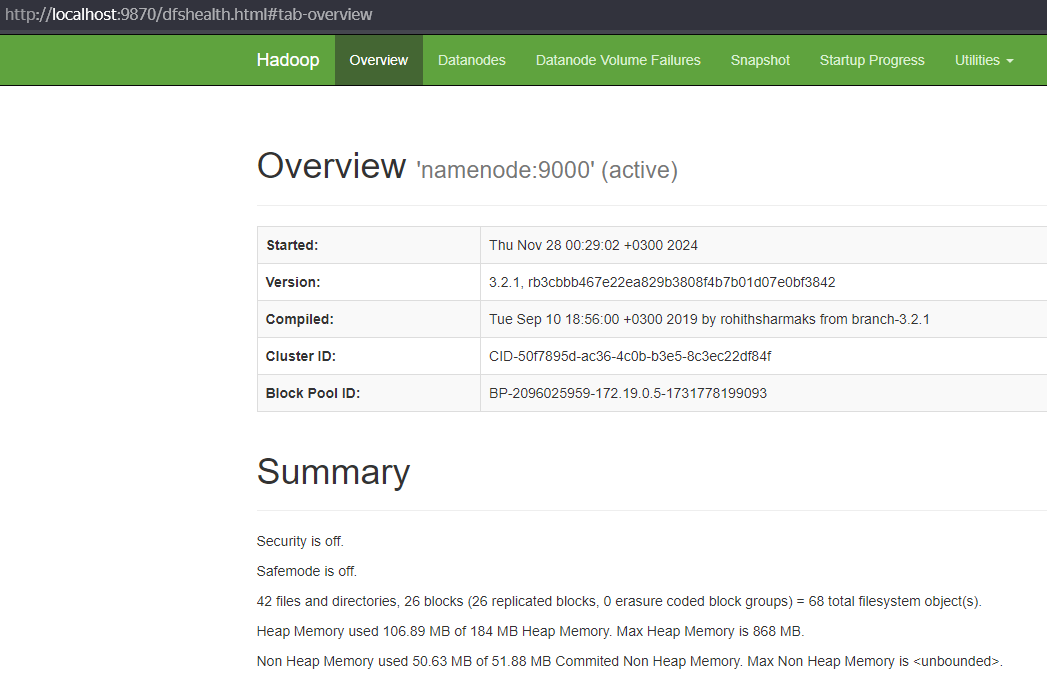 http://localhost:9870/dfshealth.html#tab-overview
Hadoop Overview Datanodes Datanode Volume Failures Snapshot Startup Progress Utilities
Overview 'namenode:9000' (active)
Started: Thu Nov 28 00:29:02 +0300 2024
Version: 3.2.1, rb3cbbb467e22ea829b3808f4b7b01d07e0bf3842
Compiled: Tue Sep 10 18:56:00 +0300 2019 by rohithsharmaks from branch-3.2.1
Cluster ID: CID-50f7895d-ac36-4c0b-b3e5-8c3ec22df84f
Block Pool ID: BP-2096025959-172.19.0.5-1731778199093
Summary
Security is off.
Safemode is off.
42 files and directories, 26 blocks (26 replicated blocks, 0 erasure coded block groups) = 68 total filesystem object(s).
Heap Memory used 106.89 MB of 184 MB Heap Memory. Max Heap Memory is 868 MB.
Non Heap Memory used 50.63 MB of 51.88 MB Commited Non Heap Memory. Max Non Heap Memory is <unbounded>.